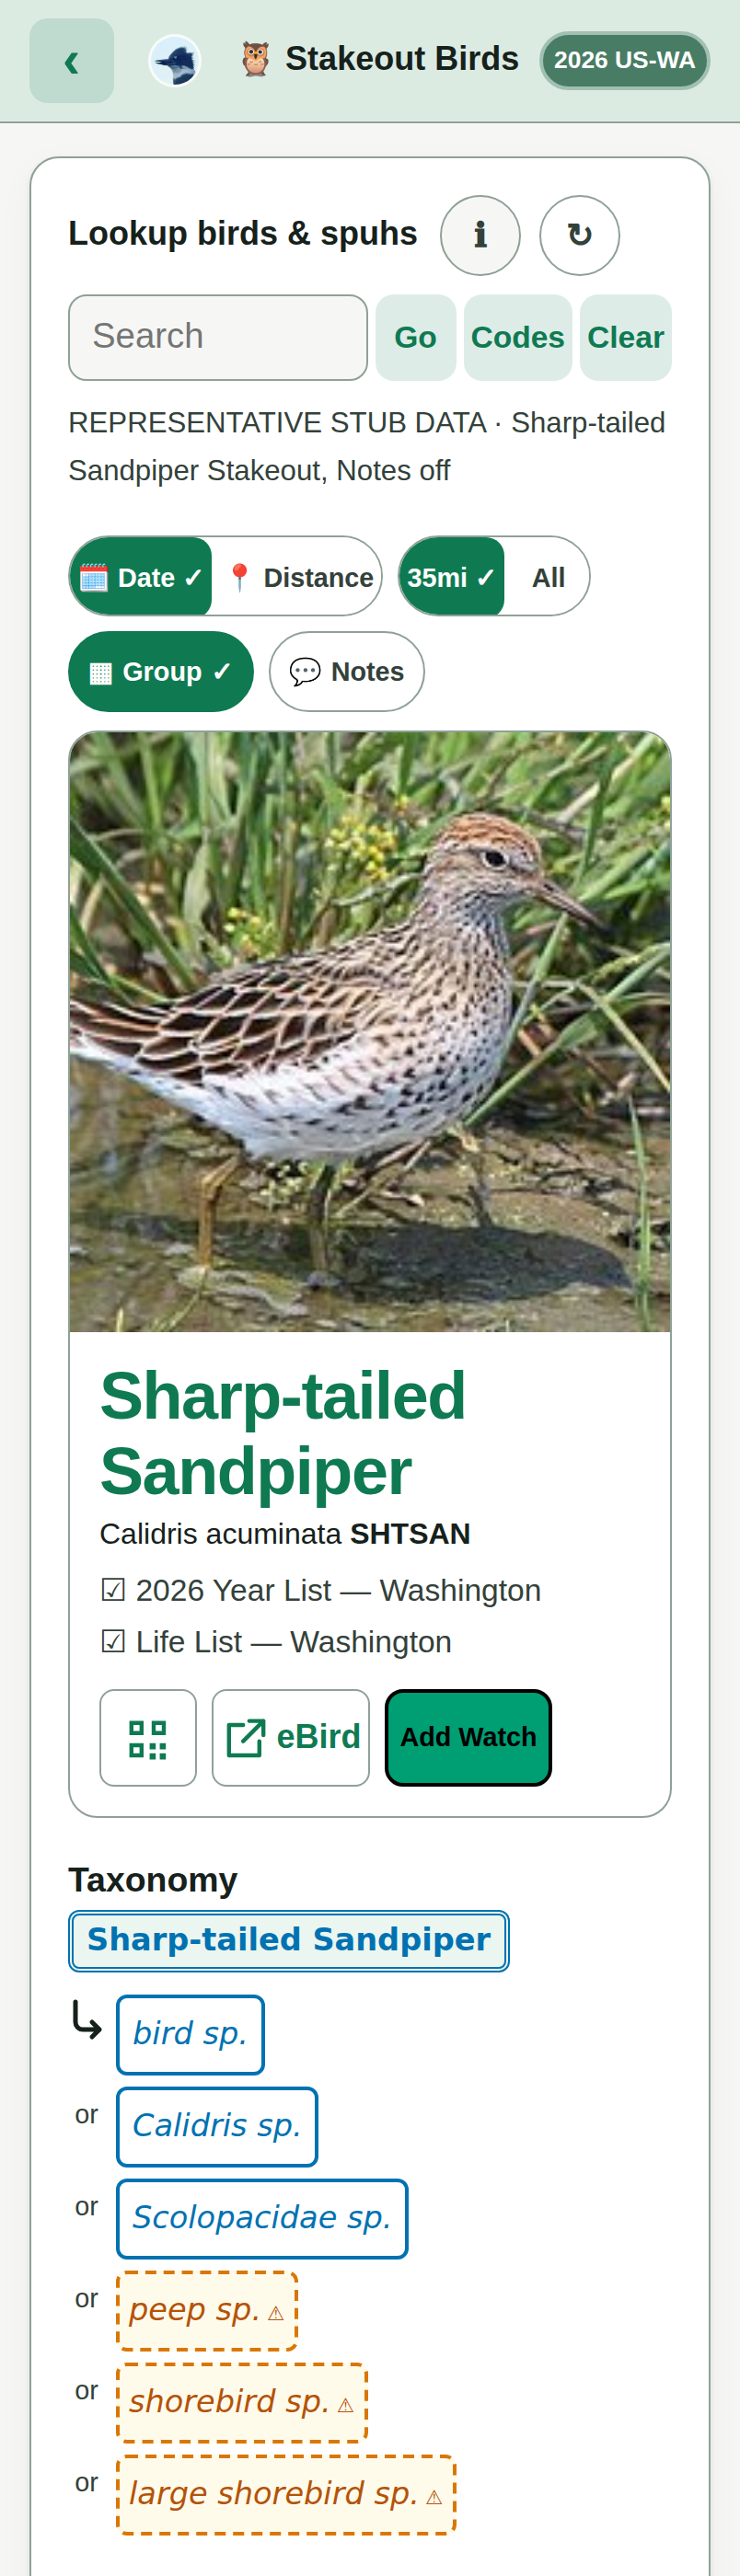 ‹ 🦉 Stakeout Birds 2026 US-WA
Lookup birds & spuhs ℹ ↻
Search Go Codes Clear
REPRESENTATIVE STUB DATA · Sharp-tailed
Sandpiper Stakeout, Notes off
🗓️ Date ✓ 📍 Distance 35mi ✓ All
▦ Group ✓ 💬 Notes
Sharp-tailed
Sandpiper
Calidris acuminata SHTSAN
☑ 2026 Year List — Washington
☑ Life List — Washington
eBird Add Watch
Taxonomy
Sharp-tailed Sandpiper
bird sp.
or Calidris sp.
or Scolopacidae sp.
or peep sp. ⚠
or shorebird sp. ⚠
or large shorebird sp. ⚠